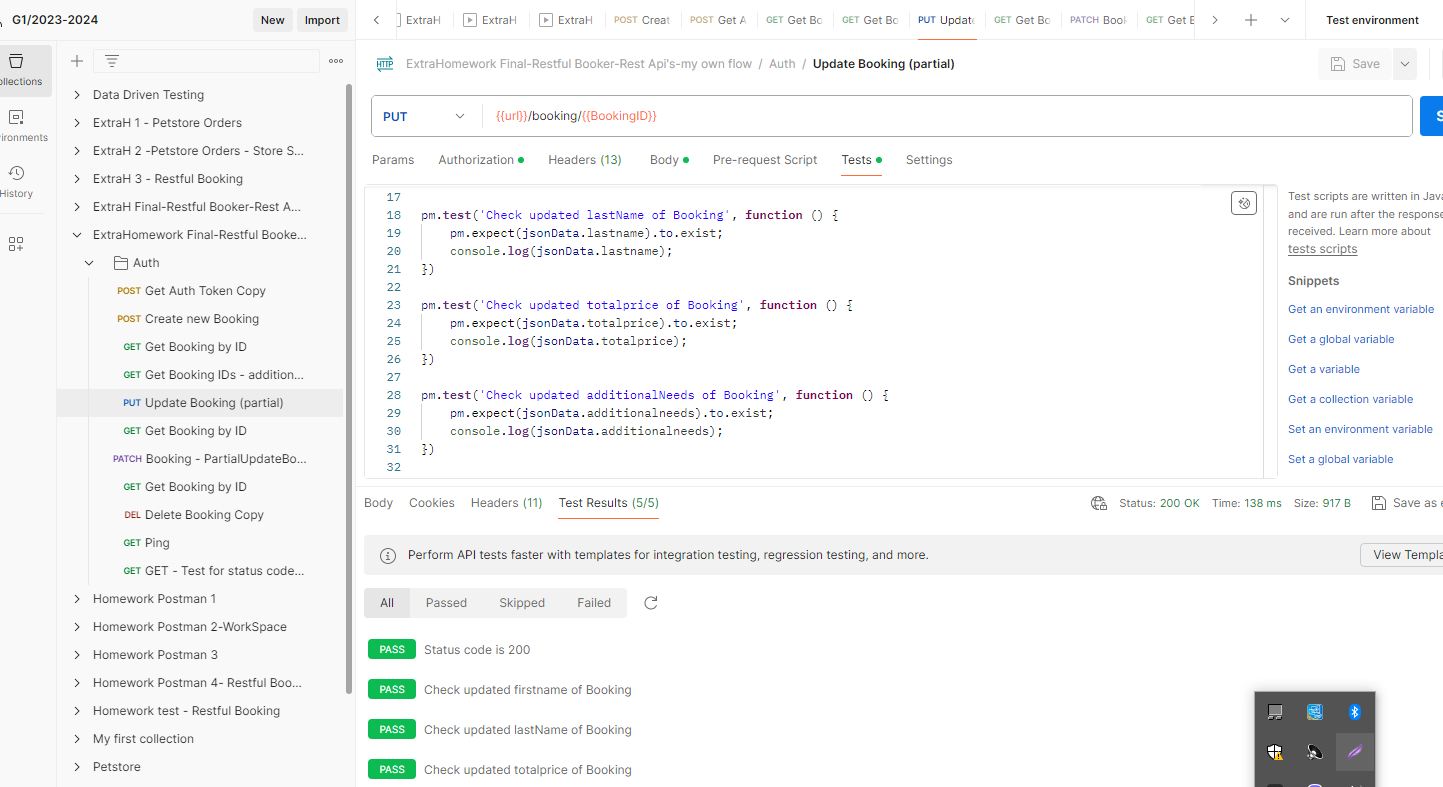 G1/2023-2024
New
Import
ExtraH
ExtraH
ExtraH
POST Creat
POST Get A
GET Get Bo
GET Get Bo
PUT Updat
GET Get Bo
PATCH Book
GET Get B
Test environment
ollections
ironments
History
Data Driven Testing
ExtraH 1 - Petstore Orders
ExtraH 2 -Petstore Orders - Store S...
ExtraH 3 - Restful Booking
ExtraH Final-Restful Booker-Rest A...
ExtraHomework Final-Restful Booke...
Auth
POST Get Auth Token Copy
POST Create new Booking
GET Get Booking by ID
GET Get Booking IDs - addition...
PUT Update Booking (partial)
GET Get Booking by ID
PATCH Booking - PartialUpdateBo...
GET Get Booking by ID
DEL Delete Booking Copy
GET Ping
GET GET - Test for status code...
Homework Postman 1
Homework Postman 2-WorkSpace
Homework Postman 3
Homework Postman 4- Restful Boo...
Homework test - Restful Booking
My first collection
Petstore
HTTP ExtraHomework Final-Restful Booker-Rest Api's-my own flow / Auth / Update Booking (partial)
Save
PUT
{{url}}/booking/{{BookingID}}
S
Params
Authorization
Headers (13)
Body
Pre-request Script
Tests
Settings
17
18 pm.test('Check updated lastName of Booking', function () {
19 pm.expect(jsonData.lastname).to.exist;
20 console.log(jsonData.lastname);
21 })
22
23 pm.test('Check updated totalprice of Booking', function () {
24 pm.expect(jsonData.totalprice).to.exist;
25 console.log(jsonData.totalprice);
26 })
27
28 pm.test('Check updated additionalNeeds of Booking', function () {
29 pm.expect(jsonData.additionalneeds).to.exist;
30 console.log(jsonData.additionalneeds);
31 })
32
Test scripts are written in Java
and are run after the response
received. Learn more about
tests scripts
Snippets
Get an environment variable
Get a global variable
Get a variable
Get a collection variable
Set an environment variable
Set a global variable
Body
Cookies
Headers (11)
Test Results (5/5)
Status: 200 OK
Time: 138 ms
Size: 917 B
Save as e
Perform API tests faster with templates for integration testing, regression testing, and more.
View Templa
All
Passed
Skipped
Failed
PASS Status code is 200
PASS Check updated firstname of Booking
PASS Check updated lastName of Booking
PASS Check updated totalprice of Booking